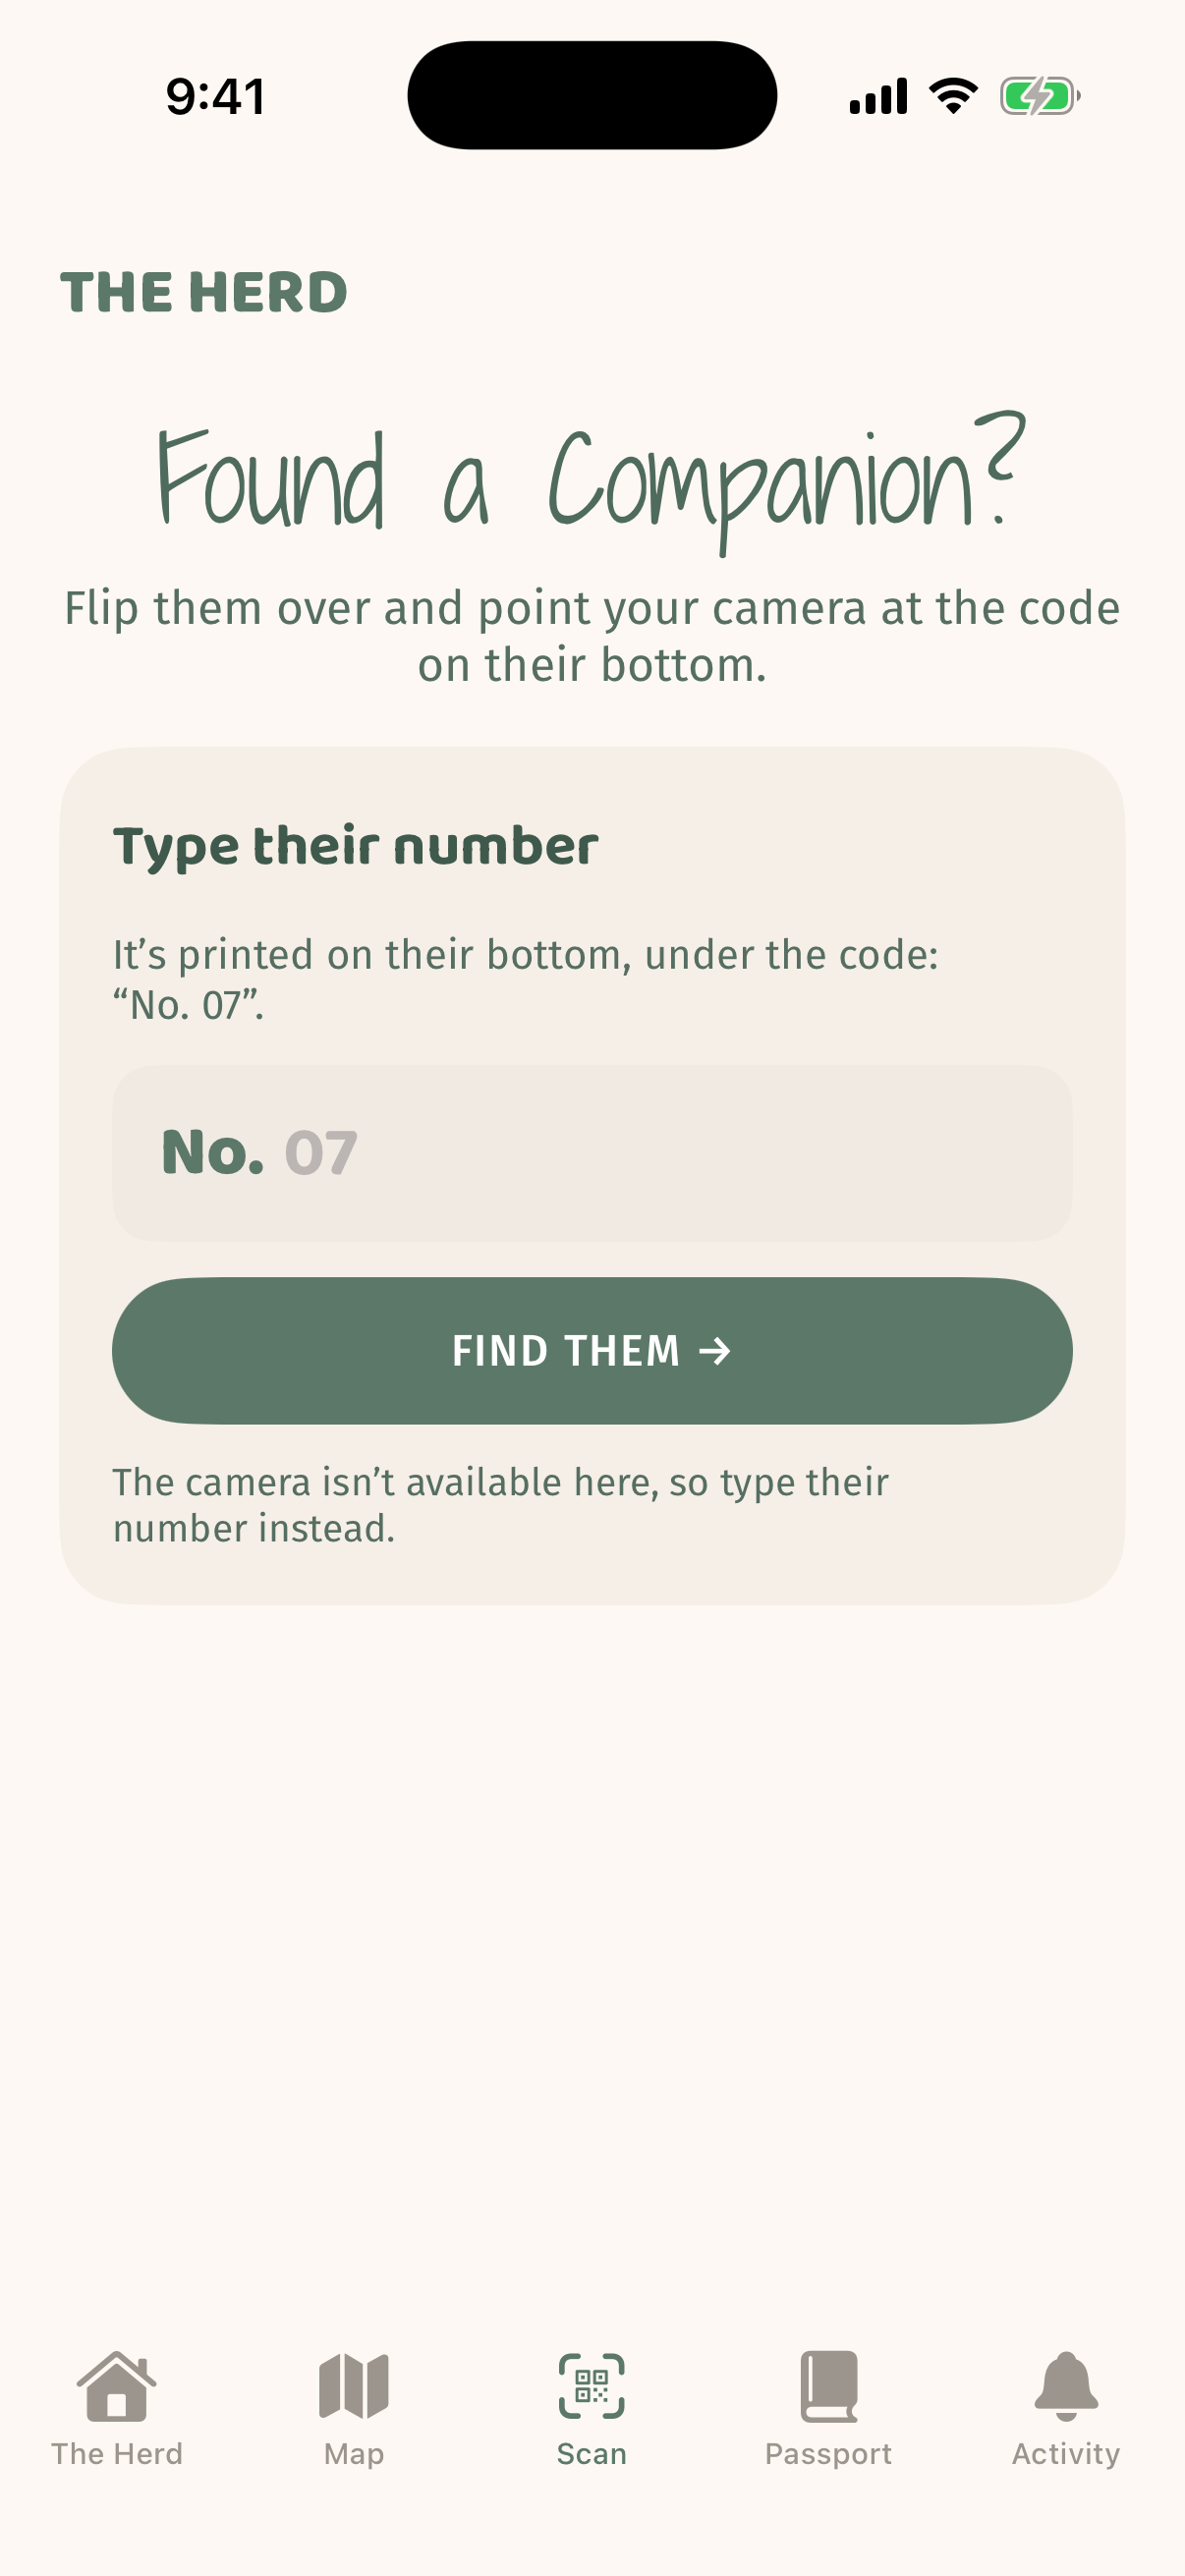 9:41
THE HERD
Found a Companion?
Flip them over and point your camera at the code
on their bottom.
Type their number
It’s printed on their bottom, under the code:
“No. 07”.
No. 07
FIND THEM →
The camera isn’t available here, so type their
number instead.
The Herd
Map
Scan
Passport
Activity